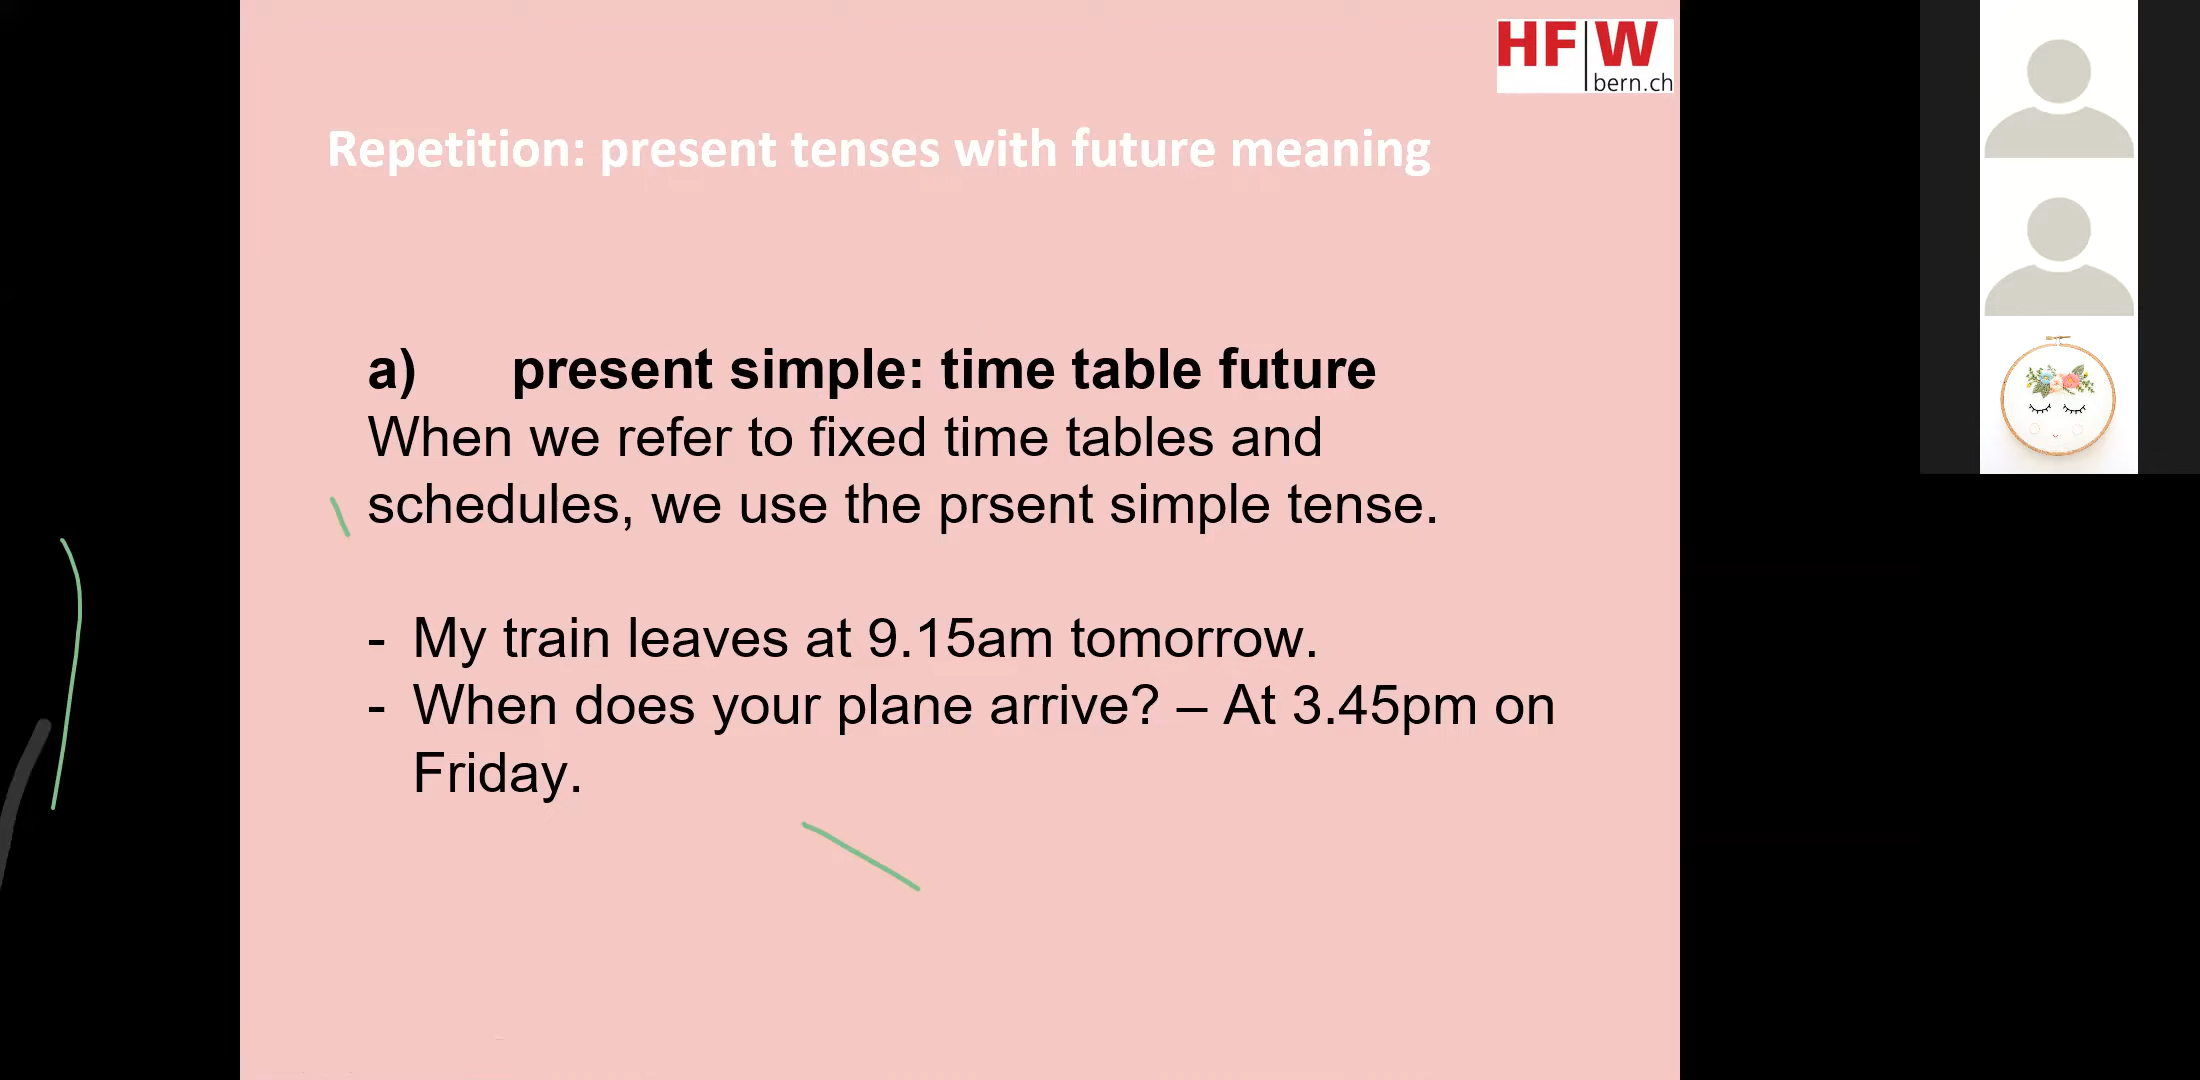 HF W
bern.ch
Repetition: present tenses with future meaning
a) present simple: time table future
When we refer to fixed time tables and
schedules, we use the prsent simple tense.
- My train leaves at 9.15am tomorrow.
- When does your plane arrive? – At 3.45pm on
Friday.